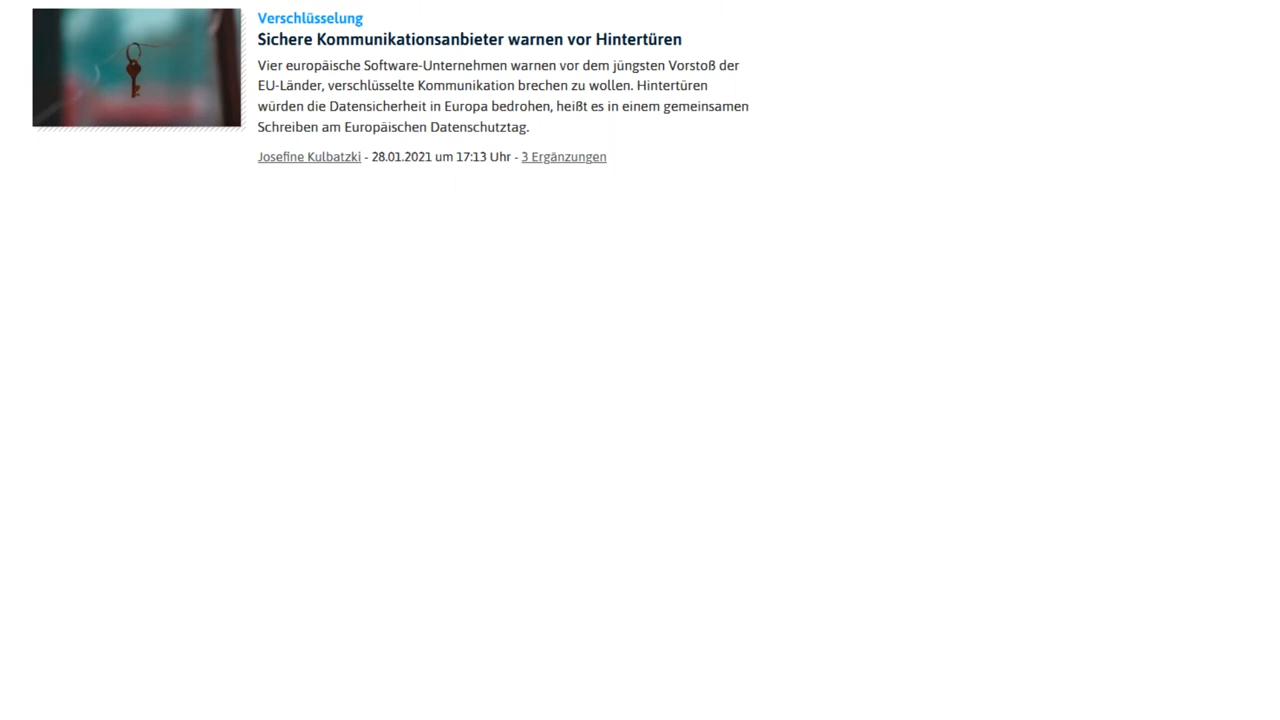 Verschlüsselung
Sichere Kommunikationsanbieter warnen vor Hintertüren
Vier europäische Software-Unternehmen warnen vor dem jüngsten Vorstoß der
EU-Länder, verschlüsselte Kommunikation brechen zu wollen. Hintertüren
würden die Datensicherheit in Europa bedrohen, heißt es in einem gemeinsamen
Schreiben am Europäischen Datenschutztag.
Josefine Kulbatzki - 28.01.2021 um 17:13 Uhr - 3 Ergänzungen